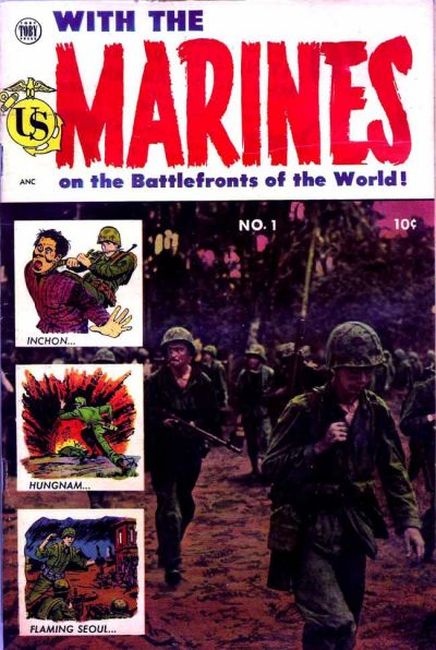 TOBY
PRESS
WITH THE
MARINES
US
on the Battlefronts of the World!
ANC
NO. 1
10¢
INCHON...
HUNGNAM...
FLAMING SEOUL...